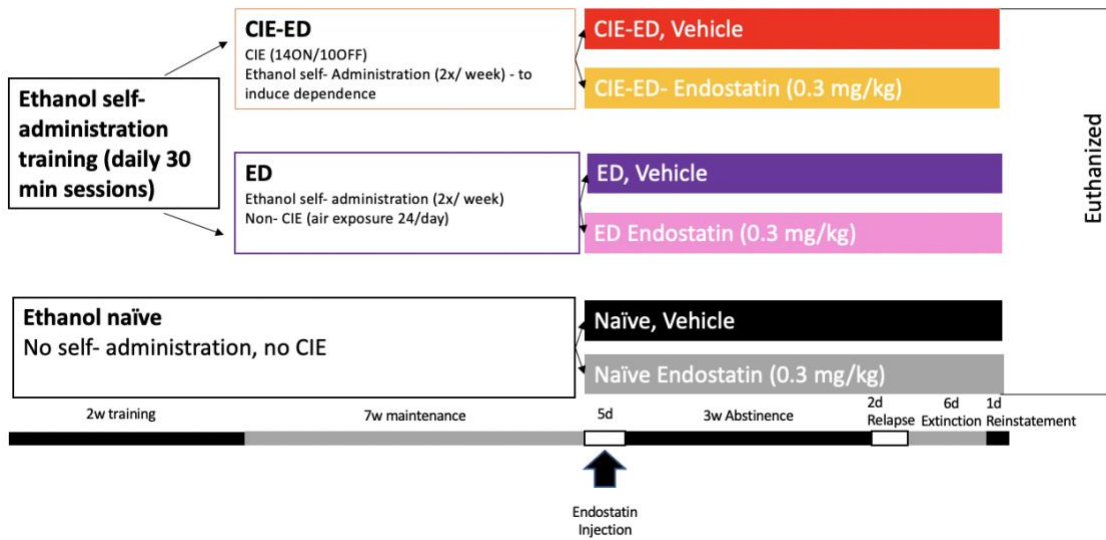 CIE-ED
CIE (14ON/10OFF)
Ethanol self- Administration (2x/ week) - to
induce dependence
CIE-ED, Vehicle
CIE-ED- Endostatin (0.3 mg/kg)
Ethanol self-
administration
training (daily 30
min sessions)
ED
Ethanol self- administration (2x/ week)
Non- CIE (air exposure 24/day)
ED, Vehicle
ED Endostatin (0.3 mg/kg)
Euthanized
Ethanol naïve
No self- administration, no CIE
Naïve, Vehicle
Naïve Endostatin (0.3 mg/kg)
2w training
7w maintenance
5d
3w Abstinence
2d
Relapse
6d
Extinction
1d
Reinstatement
Endostatin
Injection